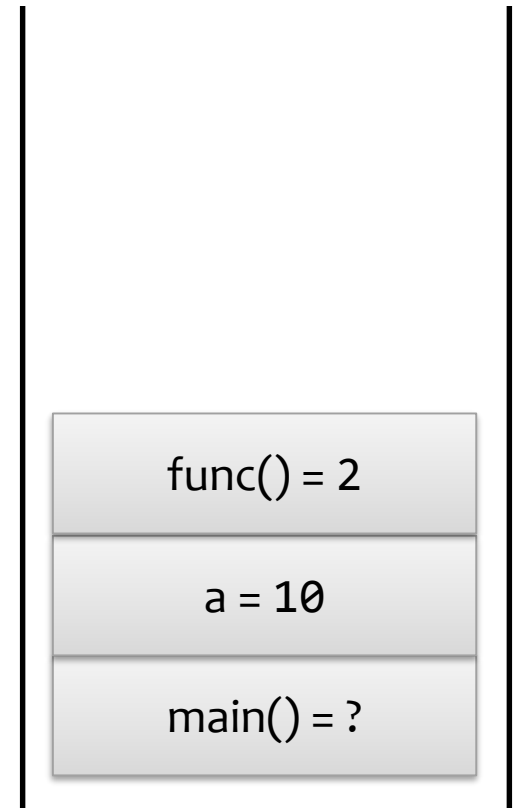 func() = 2
a = 10
main() = ?